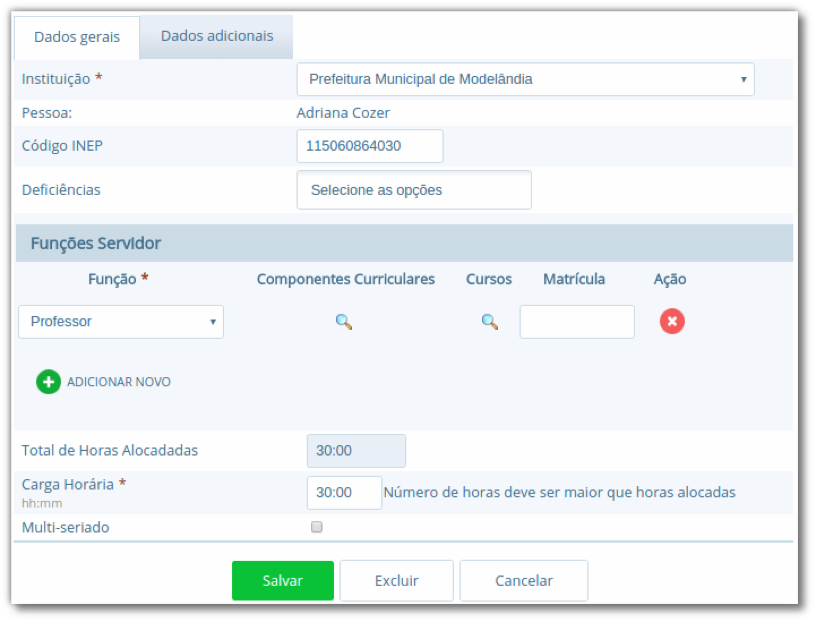 Dados gerais Dados adicionais
Instituição * Prefeitura Municipal de Modelândia
Pessoa: Adriana Cozer
Código INEP 115060864030
Deficiências Selecione as opções
Funções Servidor
Função * Componentes Curriculares Cursos Matrícula Ação
Professor
ADICIONAR NOVO
Total de Horas Alocadadas 30:00
Carga Horária * 30:00 Número de horas deve ser maior que horas alocadas
hh:mm
Multi-seriado
Salvar Excluir Cancelar